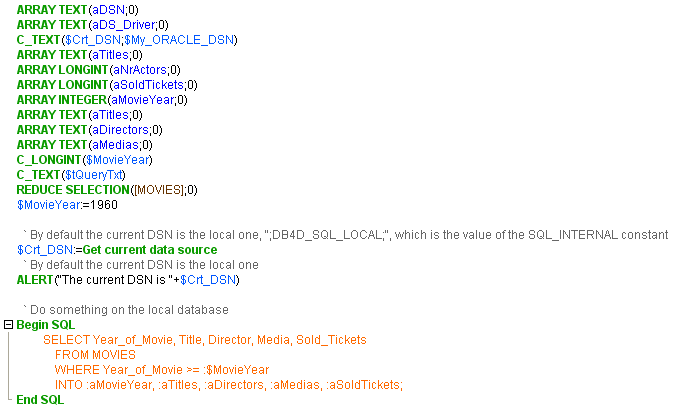 ARRAY TEXT(aDSN;0)
ARRAY TEXT(aDS_Driver;0)
C_TEXT($Crt_DSN;$My_ORACLE_DSN)
ARRAY TEXT(aTitles;0)
ARRAY LONGINT(aNrActors;0)
ARRAY LONGINT(aSoldTickets;0)
ARRAY INTEGER(aMovieYear;0)
ARRAY TEXT(aTitles;0)
ARRAY TEXT(aDirectors;0)
ARRAY TEXT(aMedias;0)
C_LONGINT($MovieYear)
C_TEXT($tQueryTxt)
REDUCE SELECTION([MOVIES];0)
$MovieYear:=1960
` By default the current DSN is the local one, ";DB4D_SQL_LOCAL;", which is the value of the SQL_INTERNAL constant
$Crt_DSN:=Get current data source
` By default the current DSN is the local one
ALERT("The current DSN is "+$Crt_DSN)
` Do something on the local database
Begin SQL
SELECT Year_of_Movie, Title, Director, Media, Sold_Tickets
FROM MOVIES
WHERE Year_of_Movie >= :$MovieYear
INTO :aMovieYear, :aTitles, :aDirectors, :aMedias, :aSoldTickets;
End SQL